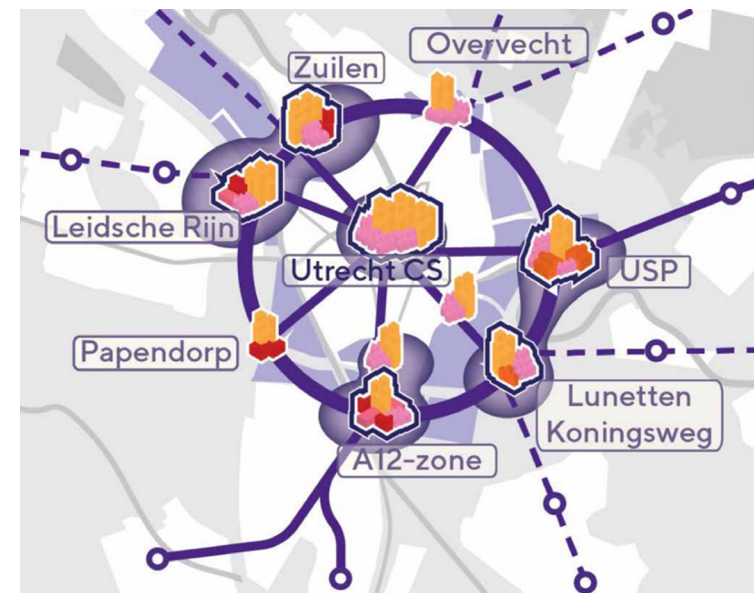 Overvecht
Zuilen
Leidsche Rijn
Utrecht CS
USP
Papendorp
Lunetten
Koningsweg
A12-zone